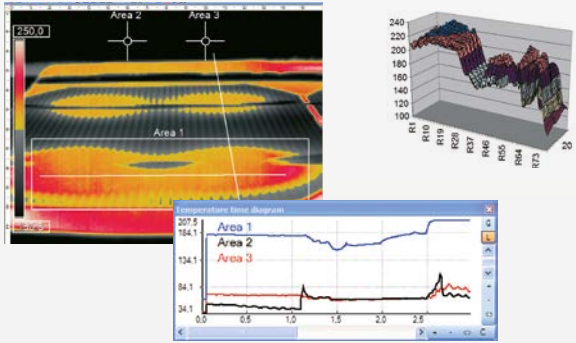 Area 2
Area 3
250,0
Area 1
240
220
200
180
160
140
120
100
R1
R10
R19
R28
R37
R46
R55
R64
R73
20
Temperature time diagram
207,5
184,1
134,1
84,1
34,1
Area 1
Area 2
Area 3
0,0
0,5
1,0
1,5
2,0
2,5
L